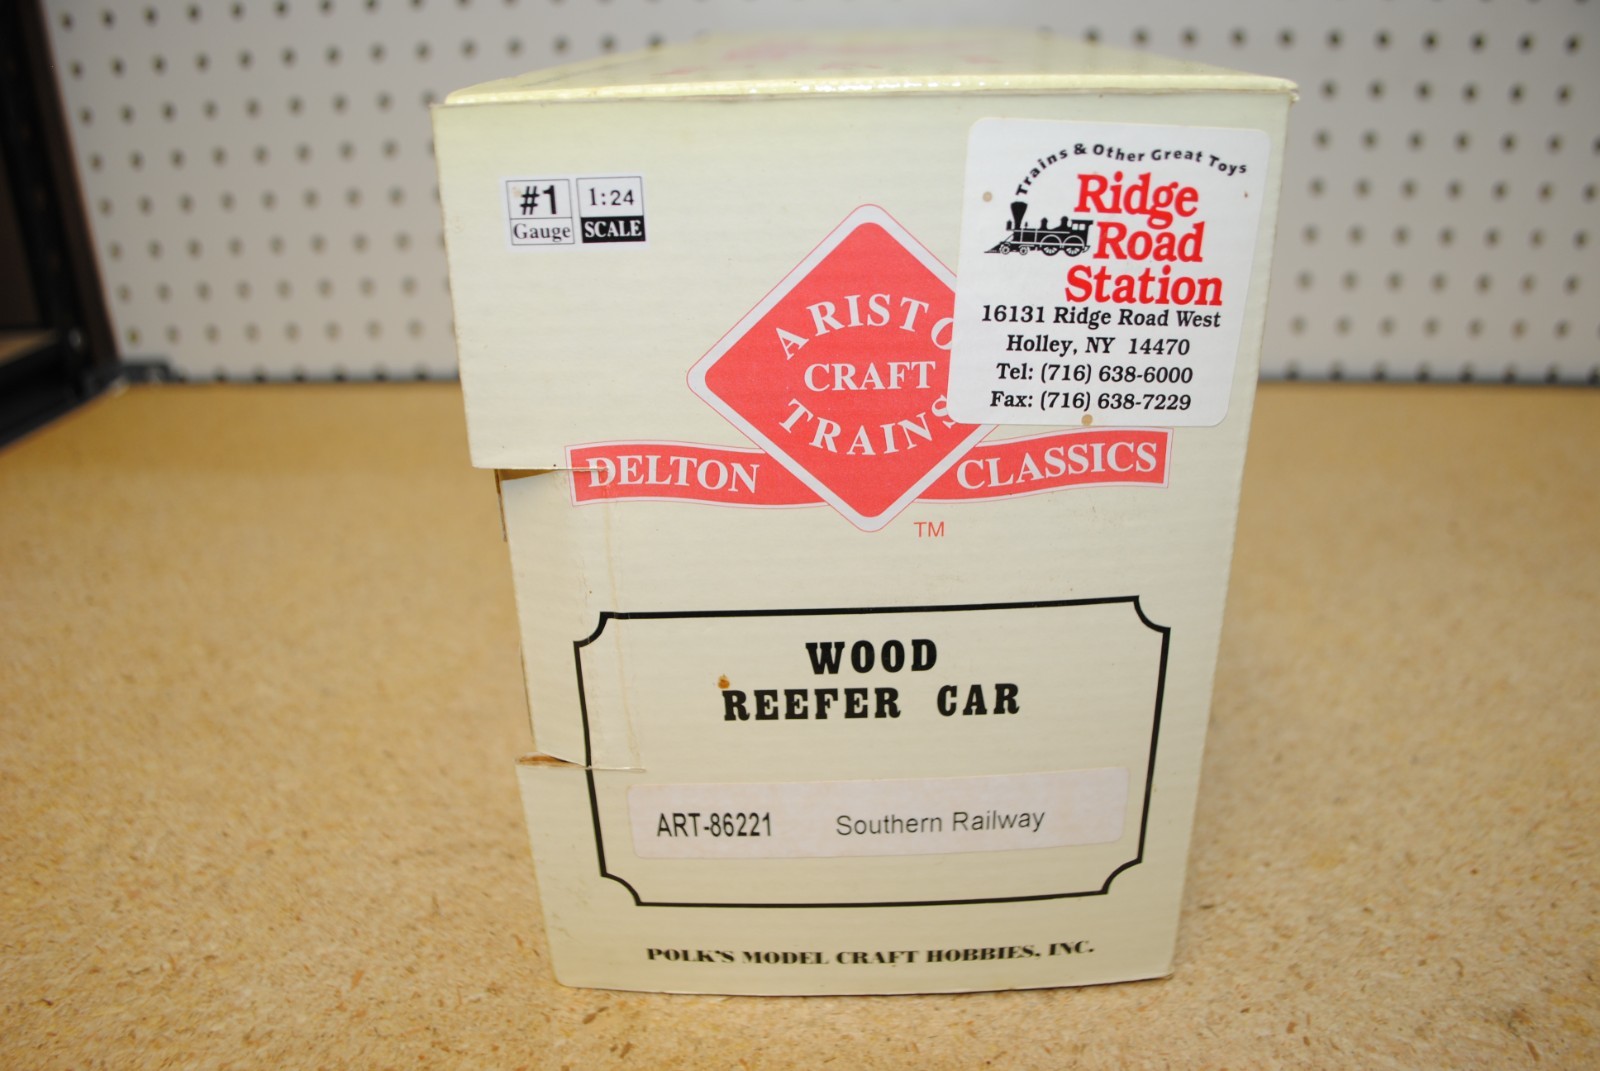 #1
Gauge
1:24
SCALE
Trains & Other Great Toys
Ridge
Road
Station
16131 Ridge Road West
Holley, NY 14470
Tel: (716) 638-6000
Fax: (716) 638-7229
ARISTO
CRAFT
TRAINS
DELTON CLASSICS
TM
WOOD
REEFER CAR
ART-86221 Southern Railway
POLK'S MODEL CRAFT HOBBIES, INC.